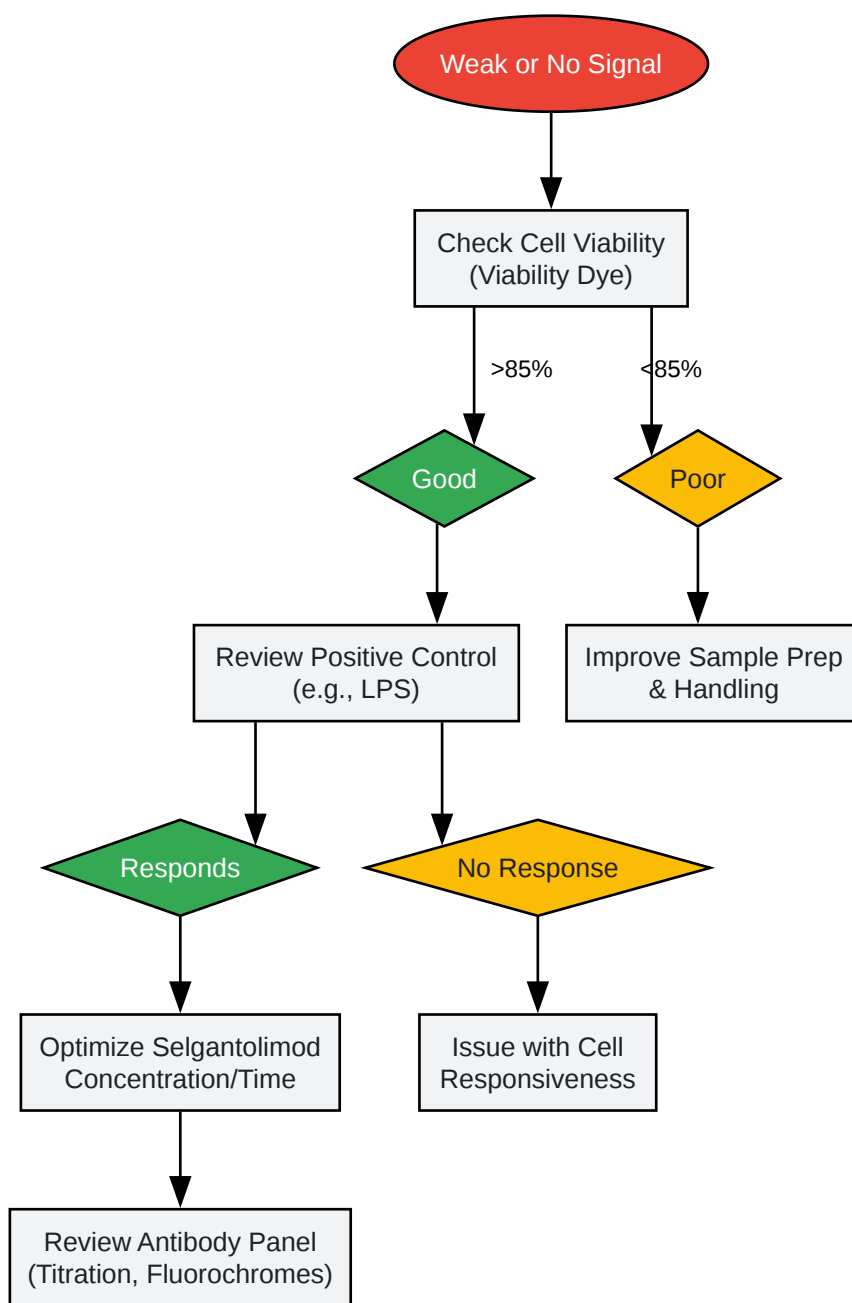 Weak or No Signal
Check Cell Viability
(Viability Dye)
>85%
<85%
Good
Poor
Review Positive Control
(e.g., LPS)
Improve Sample Prep
& Handling
Responds
No Response
Optimize Selgantolimod
Concentration/Time
Issue with Cell
Responsiveness
Review Antibody Panel
(Titration, Fluorochromes)